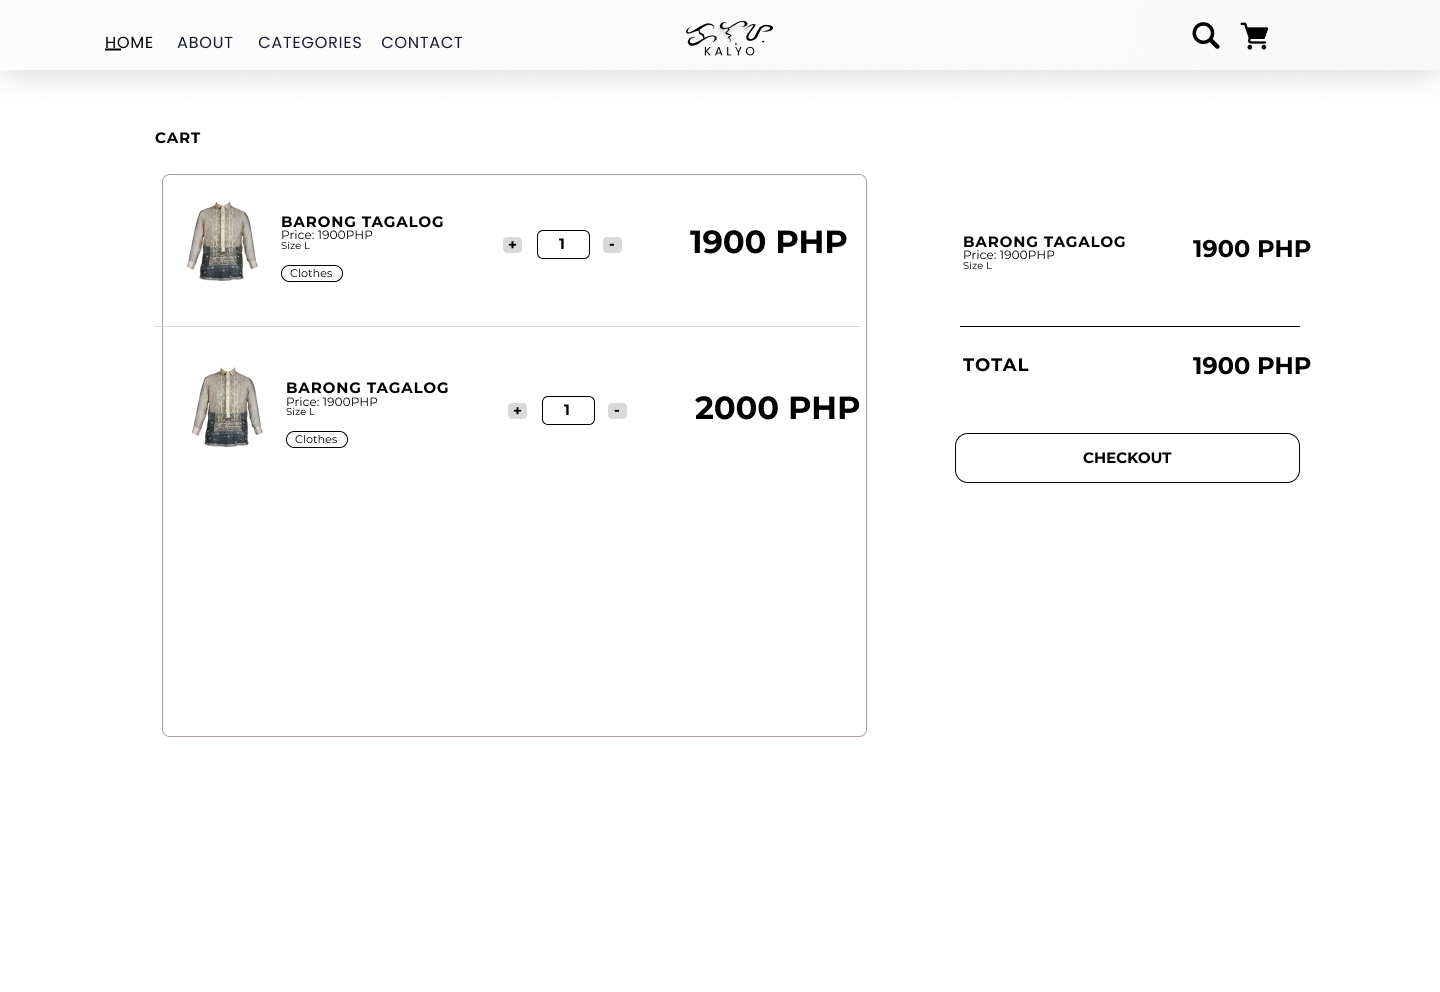 HOME ABOUT CATEGORIES CONTACT
KALYO
CART
BARONG TAGALOG
Price: 1900PHP
Size L
Clothes
+ 1 -
1900 PHP
BARONG TAGALOG
Price: 1900PHP
Size L
Clothes
+ 1 -
2000 PHP
BARONG TAGALOG
Price: 1900PHP
Size L
1900 PHP
TOTAL 1900 PHP
CHECKOUT